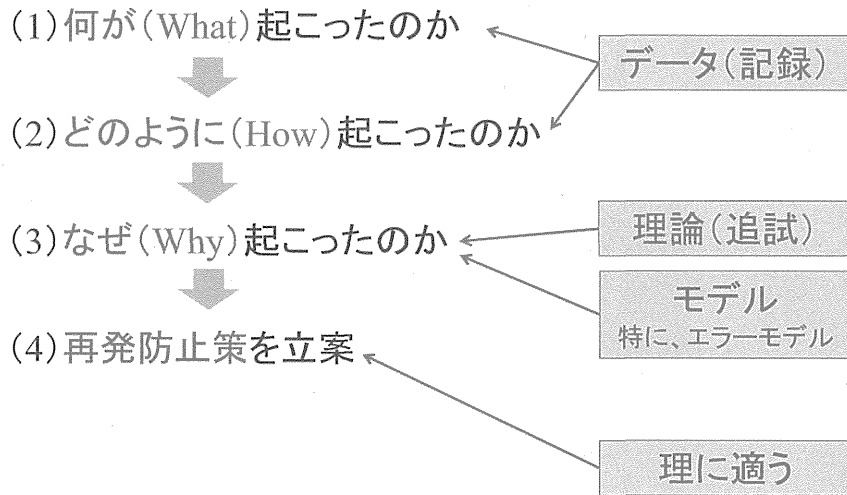 (1)何が(What)起こったのか
データ(記録)
(2)どのように(How)起こったのか
(3)なぜ(Why)起こったのか
理論(追試)
モデル
特に、エラーモデル
(4)再発防止策を立案
理に適う